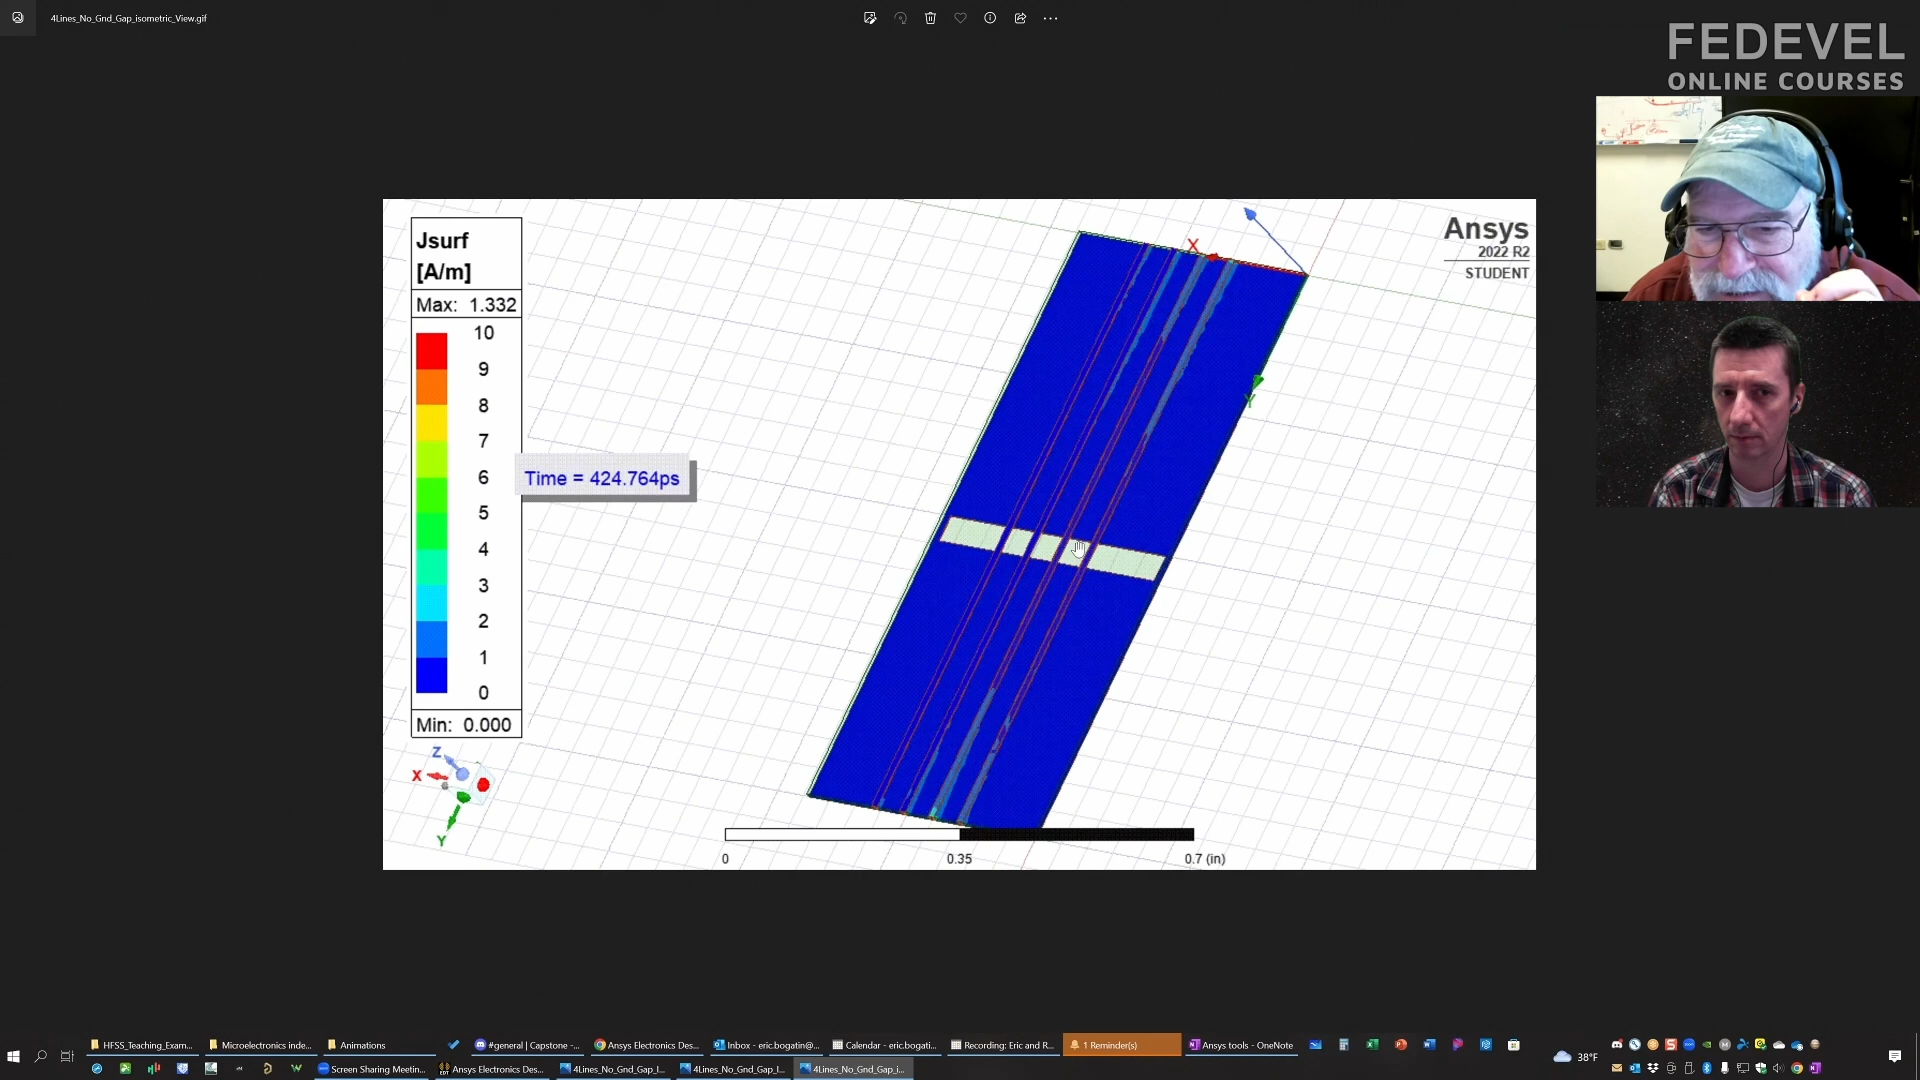 4Lines_No_Gnd_Gap_isometric_View.gif
FEDEVEL
ONLINE COURSES
Jsurf
[A/m]
Max: 1.332
10
9
8
7
6
5
4
3
2
1
0
Min: 0.000
Time = 424.764ps
Ansys
2022 R2
STUDENT
X
Y
Z
X
Y
0
0.35
0.7 (in)
HFSS_Teaching_Exam...
Microelectronics inde...
Animations
#general | Capstone -...
Ansys Electronics Des...
Inbox - eric.bogatin@...
Calendar - eric.bogati...
Recording: Eric and R...
1 Reminder(s)
Ansys tools - OneNote
Screen Sharing Meetin...
Ansys Electronics Des...
4Lines_No_Gnd_Gap_I...
4Lines_No_Gnd_Gap_I...
4Lines_No_Gnd_Gap_i...
38°F